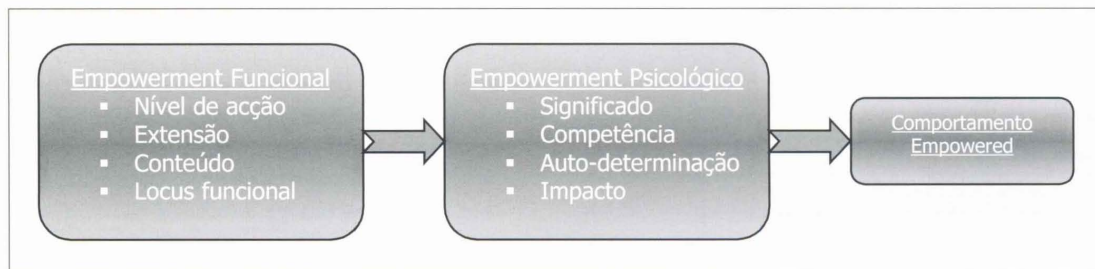 Empowerment Funcional
▪ Nível de acção
▪ Extensão
▪ Conteúdo
▪ Locus funcional
Empowerment Psicológico
▪ Significado
▪ Competência
▪ Auto-determinação
▪ Impacto
Comportamento
Empowered